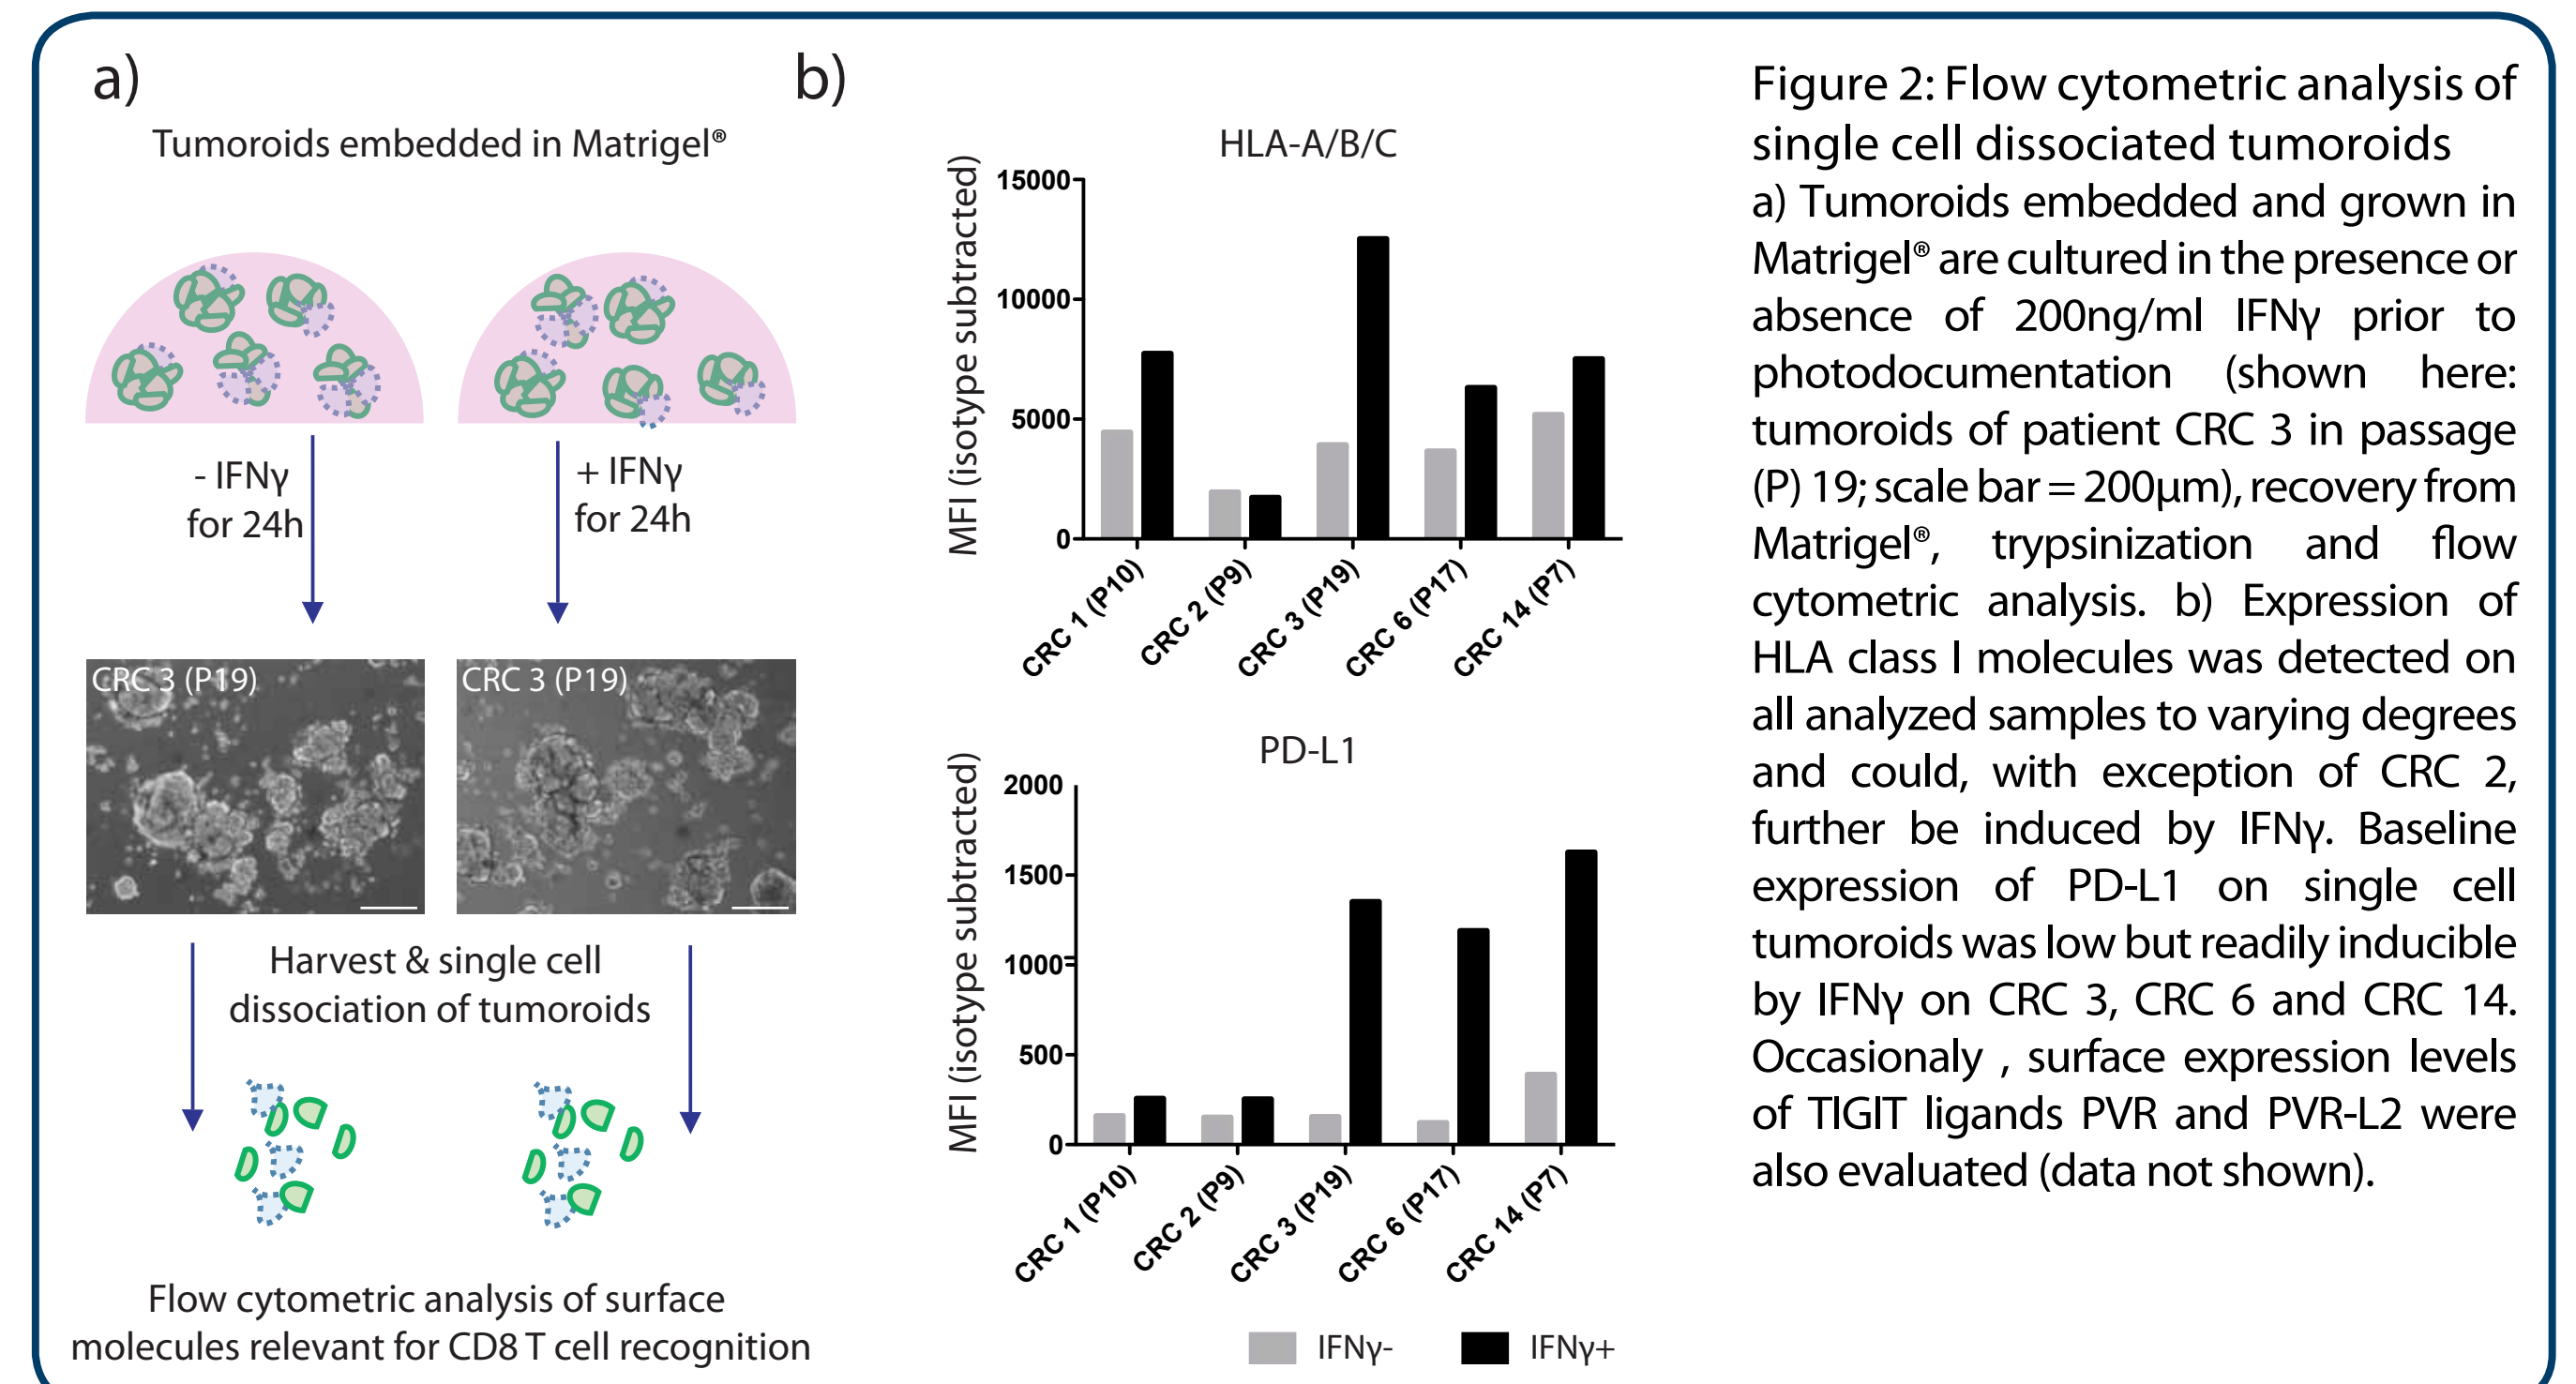 a)
Tumoroids embedded in Matrigel®
- IFNγ
for 24h
+ IFNγ
for 24h
CRC 3 (P19)
CRC 3 (P19)
Harvest & single cell
dissociation of tumoroids
Flow cytometric analysis of surface
molecules relevant for CD8 T cell recognition
b)
HLA-A/B/C
MFI (isotype subtracted)
15000
10000
5000
0
CRC 1 (P10)
CRC 2 (P9)
CRC 3 (P19)
CRC 6 (P17)
CRC 14 (P7)
PD-L1
MFI (isotype subtracted)
2000
1500
1000
500
0
CRC 1 (P10)
CRC 2 (P9)
CRC 3 (P19)
CRC 6 (P17)
CRC 14 (P7)
IFNγ-
IFNγ+
Figure 2: Flow cytometric analysis of
single cell dissociated tumoroids
a) Tumoroids embedded and grown in
Matrigel® are cultured in the presence or
absence of 200ng/ml IFNγ prior to
photodocumentation (shown here:
tumoroids of patient CRC 3 in passage
(P) 19; scale bar = 200µm), recovery from
Matrigel®, trypsinization and flow
cytometric analysis. b) Expression of
HLA class I molecules was detected on
all analyzed samples to varying degrees
and could, with exception of CRC 2,
further be induced by IFNγ. Baseline
expression of PD-L1 on single cell
tumoroids was low but readily inducible
by IFNγ on CRC 3, CRC 6 and CRC 14.
Occasionaly , surface expression levels
of TIGIT ligands PVR and PVR-L2 were
also evaluated (data not shown).